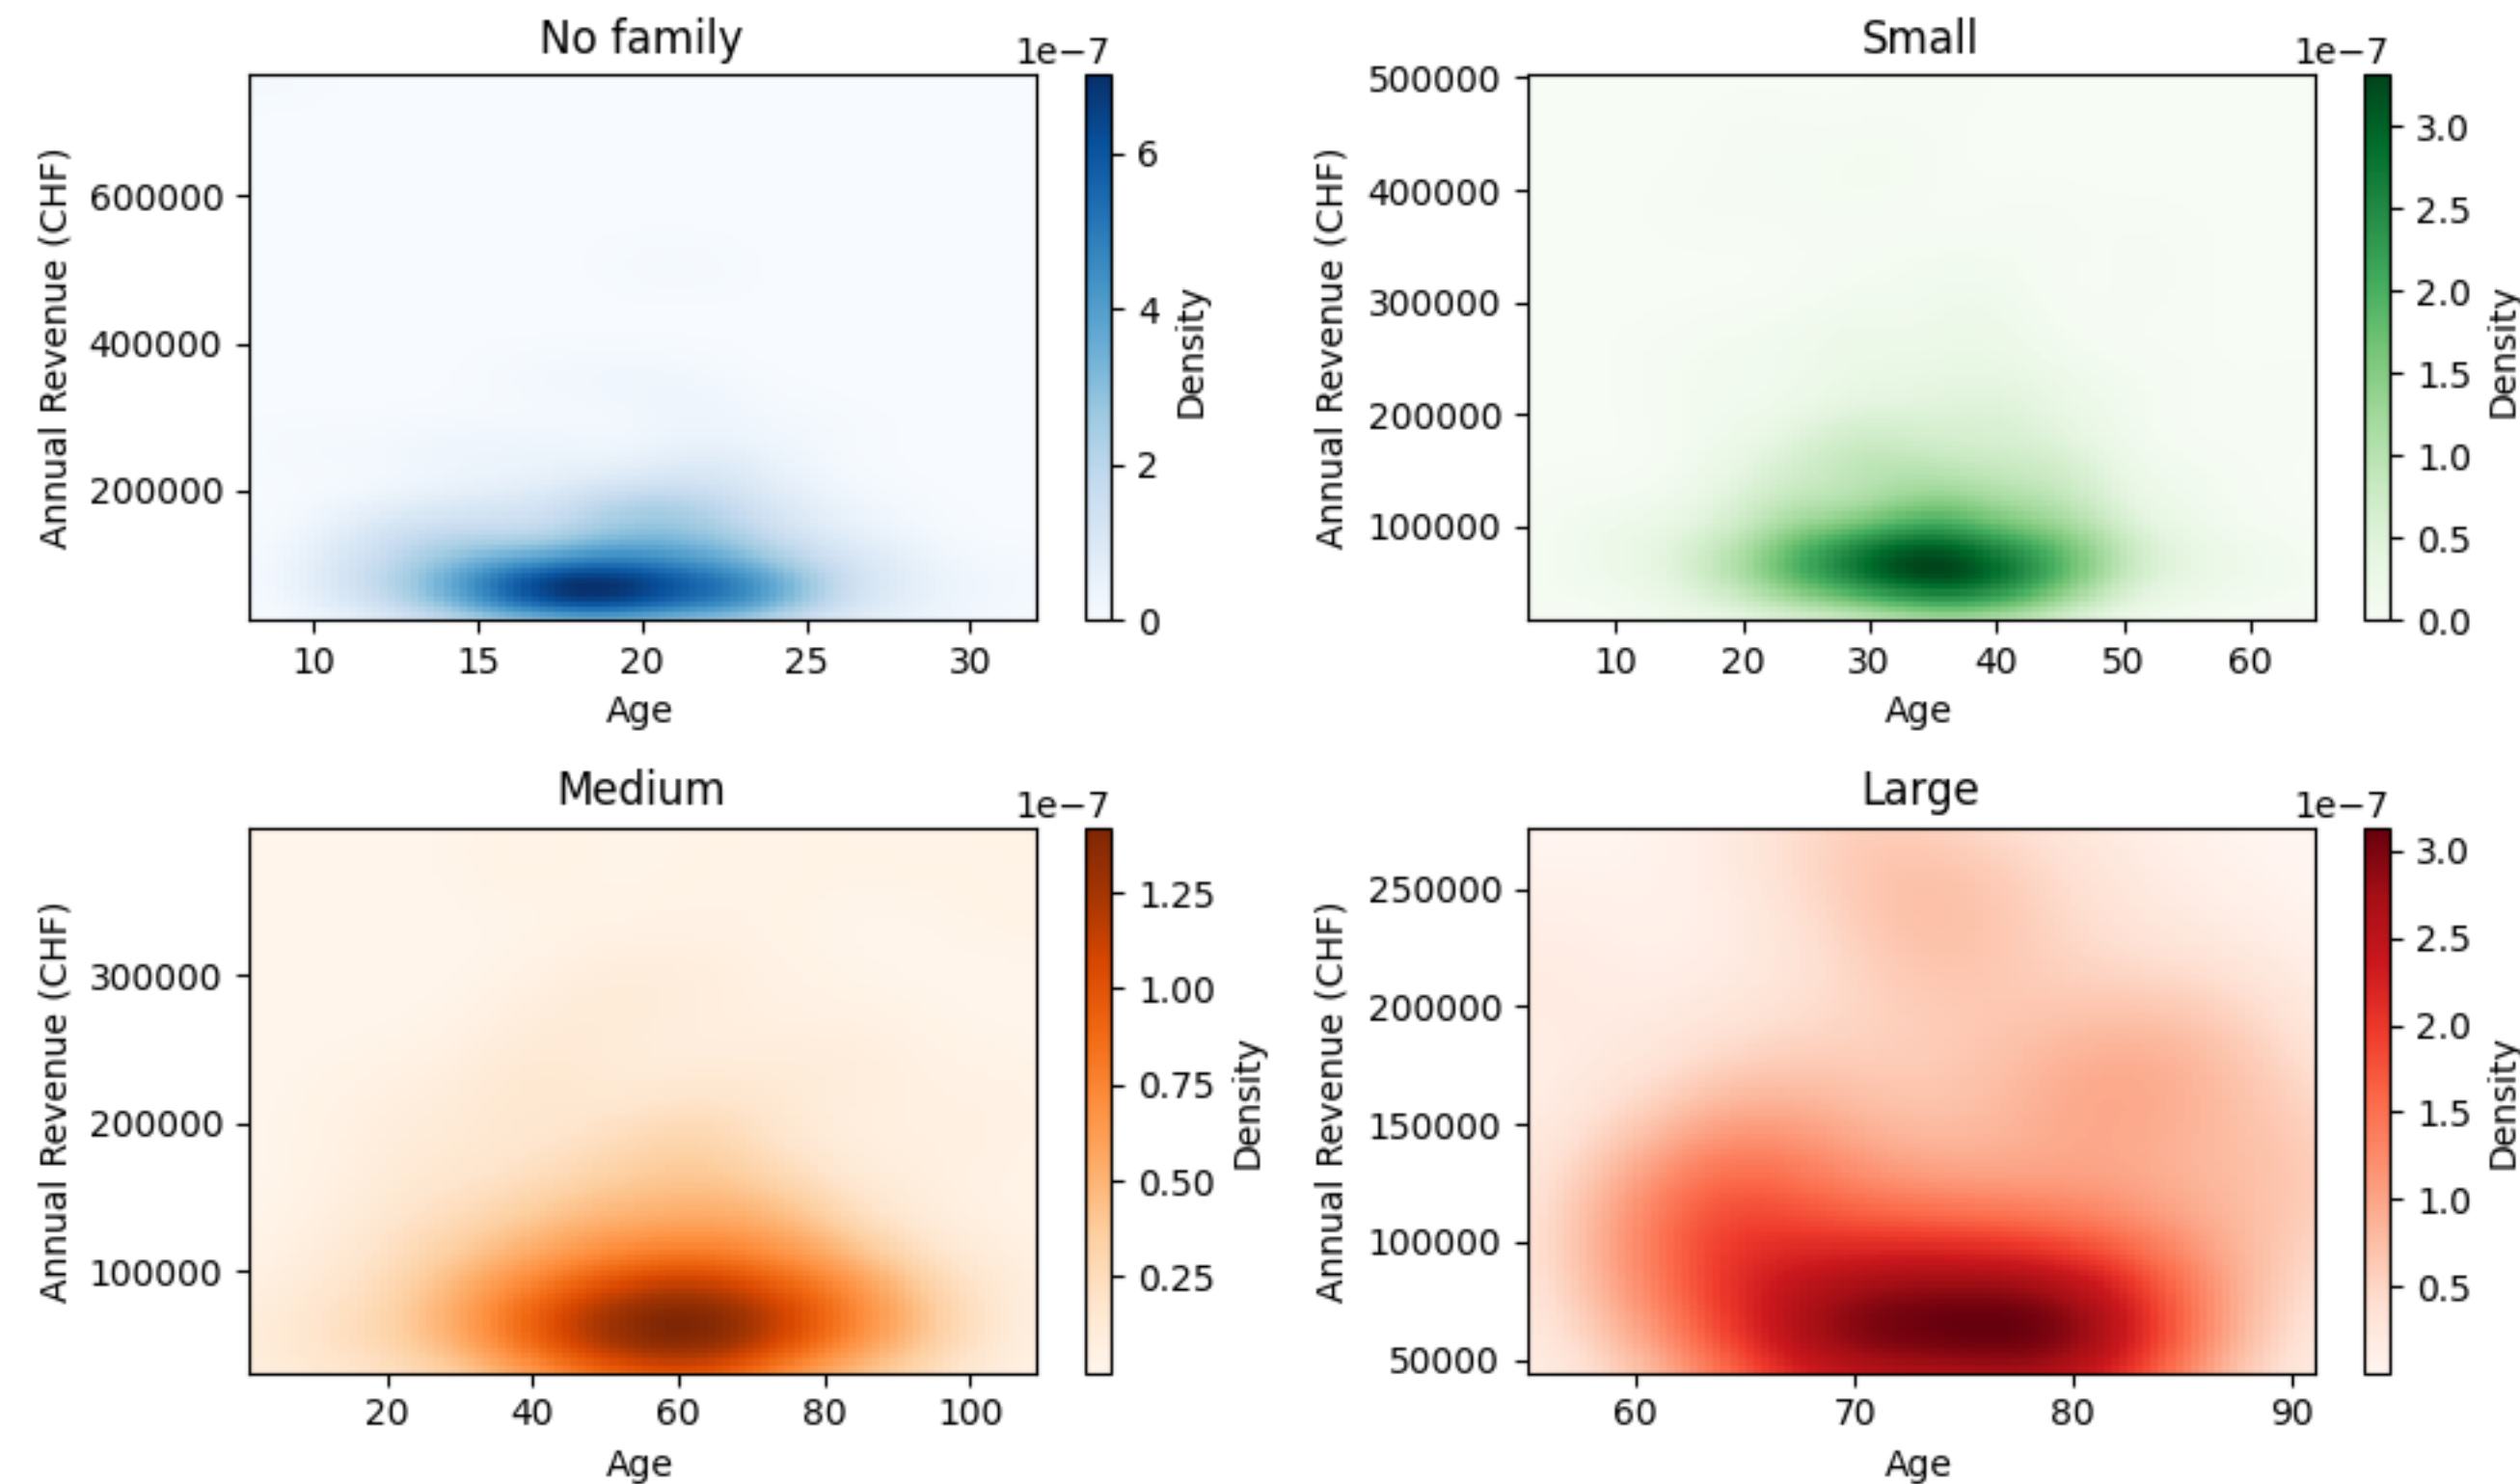 No family
1e−7
Annual Revenue (CHF)
600000
400000
200000
10 15 20 25 30
Age
6
4
2
0
Density
Small
1e−7
Annual Revenue (CHF)
500000
400000
300000
200000
100000
10 20 30 40 50 60
Age
3.0
2.5
2.0
1.5
1.0
0.5
0.0
Density
Medium
1e−7
Annual Revenue (CHF)
300000
200000
100000
20 40 60 80 100
Age
1.25
1.00
0.75
0.50
0.25
Density
Large
1e−7
Annual Revenue (CHF)
250000
200000
150000
100000
50000
60 70 80 90
Age
3.0
2.5
2.0
1.5
1.0
0.5
Density